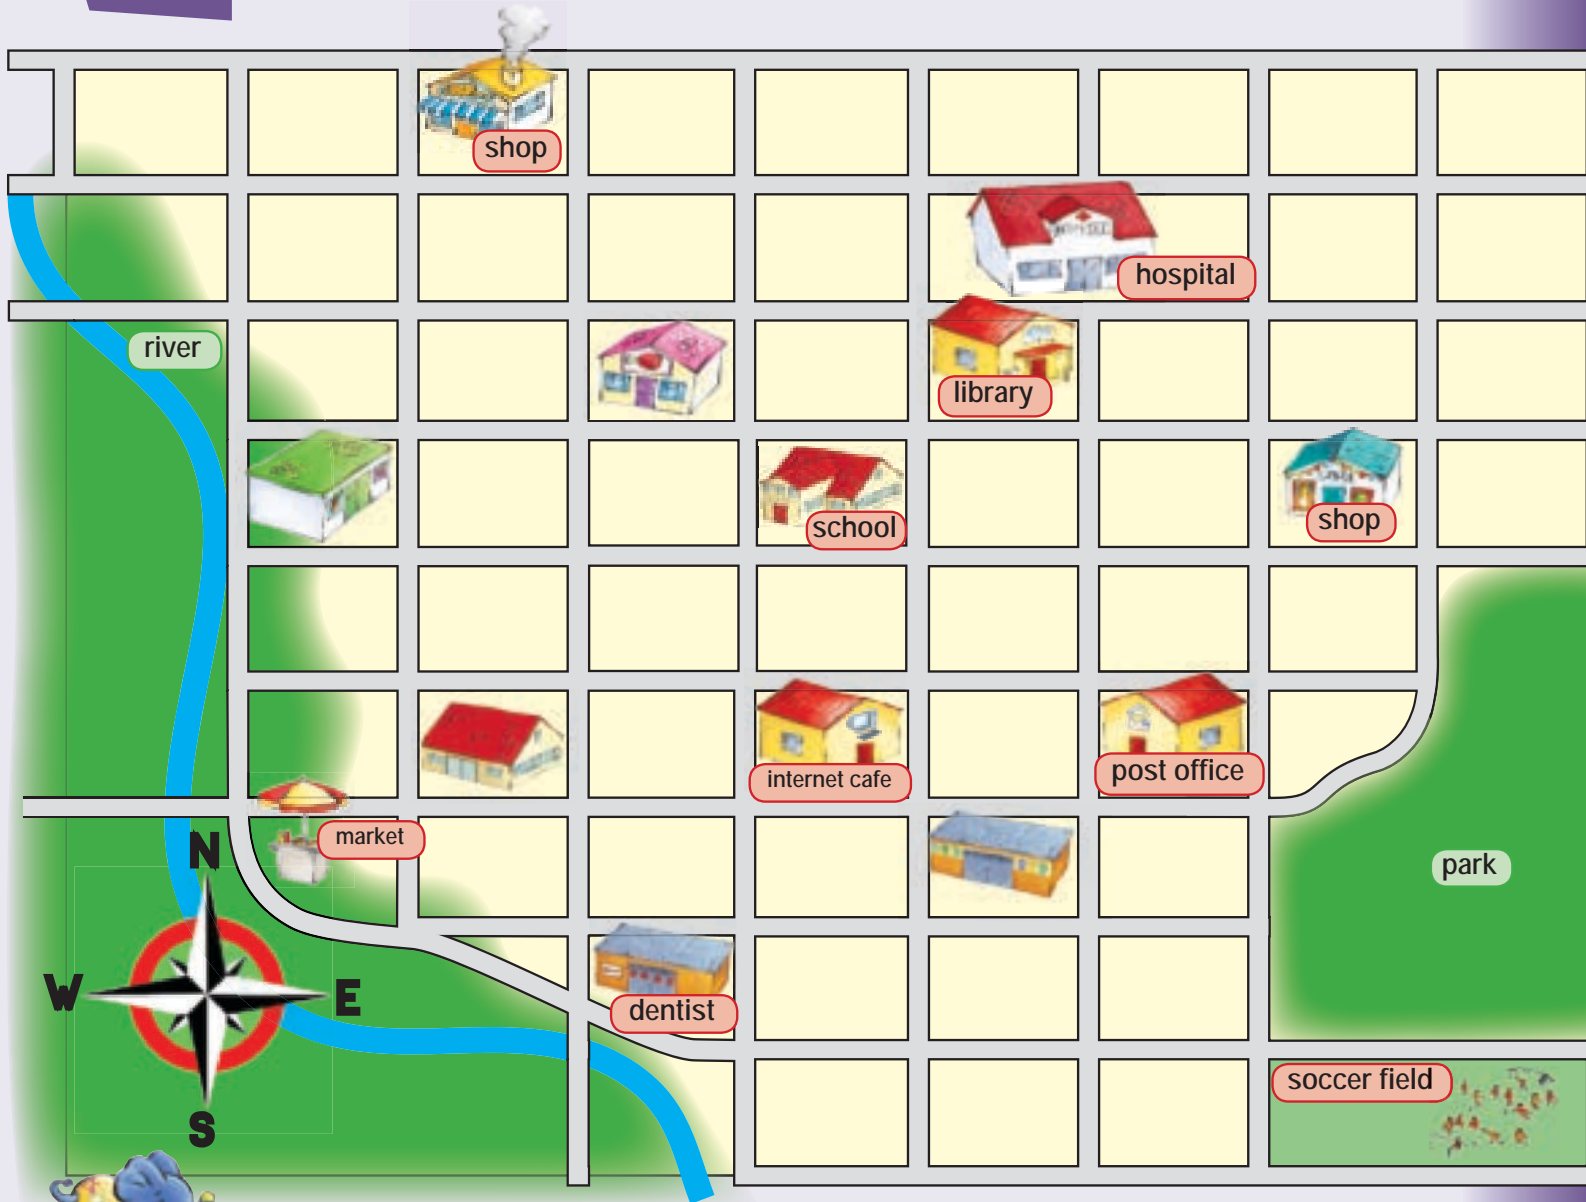 shop
hospital
river
library
school
shop
internet cafe
post office
market
N
park
W
E
dentist
soccer field
S